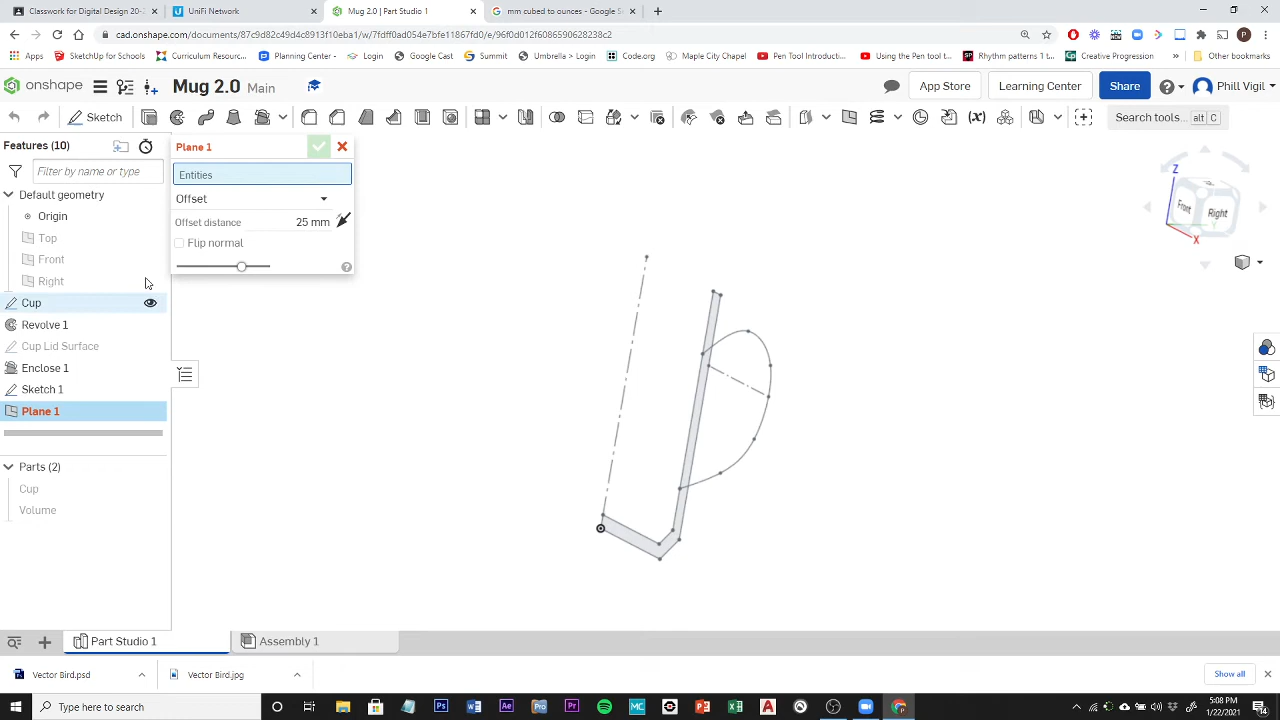 Classwork for Digital Design 20-2
UniFi Network
Mug 2.0 | Part Studio 1
mm cubed to ounces - Google S
cad.onshape.com/documents/87c9d82c49d4c8913f10eba1/w/7fdff0ad054e7bfa11867fd0/e/96f0d012f6086590628238c2
Apps
SketchUp for Schools
Curriculum Resourc...
Planning Center
Google Cast
Summit
Umbrella > Login
Code.org
Maple City Chapel
Pen Tool Introducti...
Using the Pen tool i...
Rhythm patterns 1 t...
Creative Progression
Other bookmarks
onshape
Mug 2.0 Main
App Store
Learning Center
Share
Phill Vigil
Sketch
Search tools...
alt C
Features (10)
Filter by name or type
Default geometry
Origin
Top
Front
Right
Cup
Revolve 1
Cup Lid Surface
Enclose 1
Sketch 1
Plane 1
Parts (2)
Cup
Volume
Plane 1
Entities
Offset
Offset distance 25 mm
Flip normal
Z
Front
Right
X
Part Studio 1
Assembly 1
Vector Bird.psd
Vector Bird.jpg
Show all
Type here to search
5:08 PM
1/22/2021